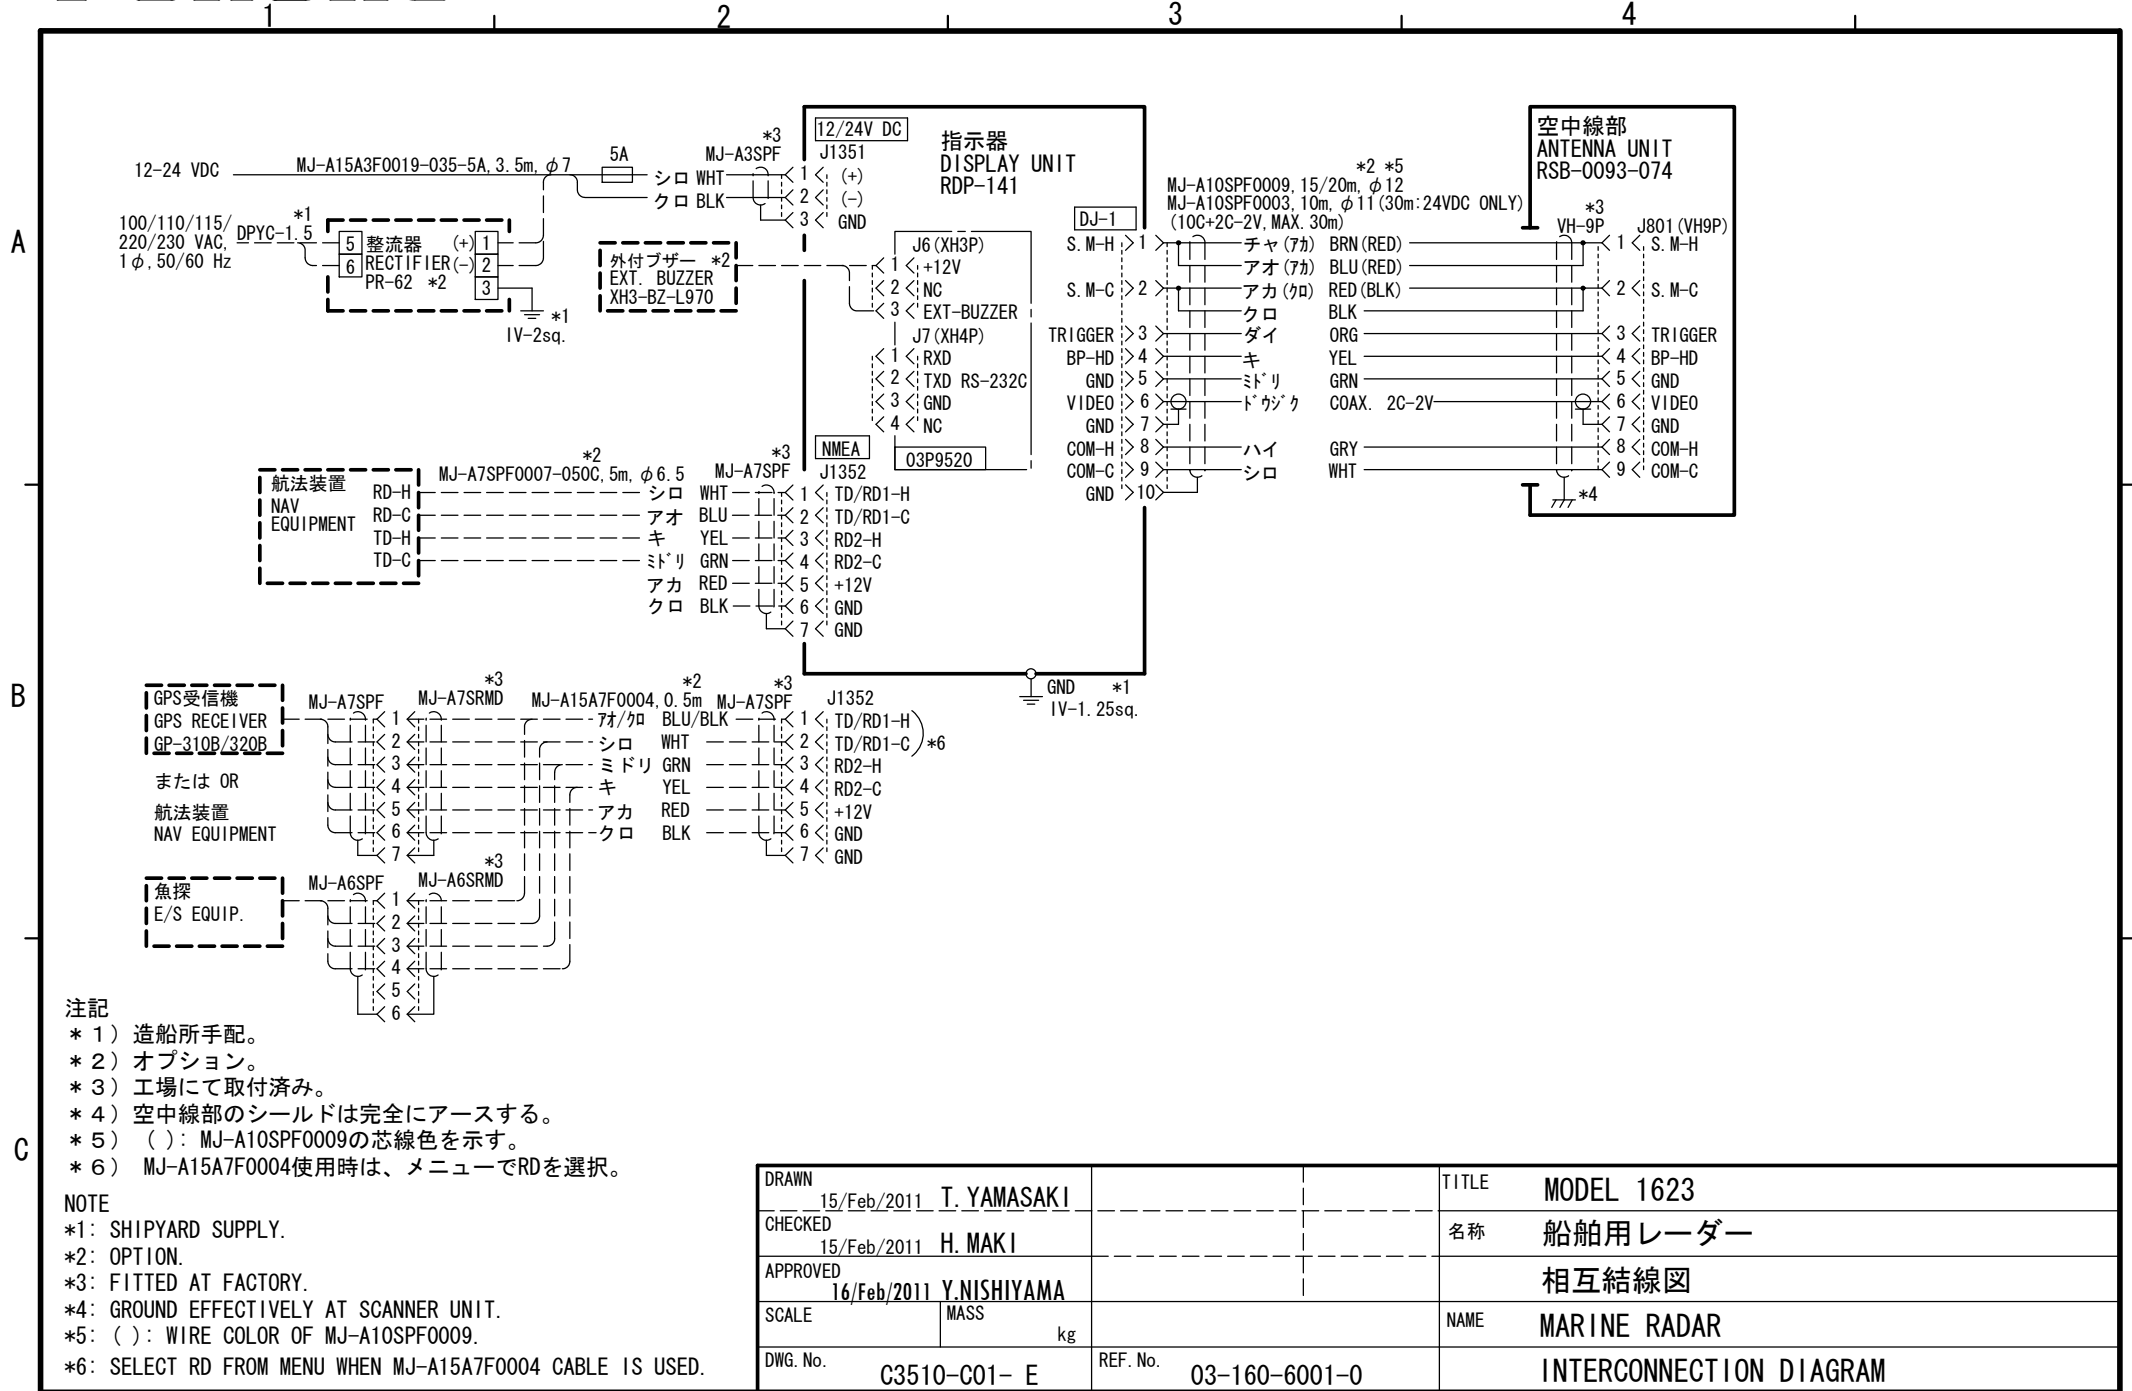 1 2 3 4
A
B
C
12-24 VDC
MJ-A15A3F0019-035-5A, 3.5m, φ7
5A
シロ WHT
クロ BLK
MJ-A3SPF
*3
12/24V DC
J1351
1 (+)
2 (-)
3 GND
指示器
DISPLAY UNIT
RDP-141
100/110/115/
220/230 VAC,
1φ, 50/60 Hz
*1
DPYC-1.5
5 整流器 (+) 1
6 RECTIFIER (-) 2
PR-62 *2 3
*1
IV-2sq.
外付ブザー *2
EXT. BUZZER
XH3-BZ-L970
J6(XH3P)
1 +12V
2 NC
3 EXT-BUZZER
J7(XH4P)
1 RXD
2 TXD RS-232C
3 GND
4 NC
03P9520
DJ-1
S.M-H 1
S.M-C 2
TRIGGER 3
BP-HD 4
GND 5
VIDEO 6
GND 7
COM-H 8
COM-C 9
GND 10
*2 *5
MJ-A10SPF0009, 15/20m, φ12
MJ-A10SPF0003, 10m, φ11(30m:24VDC ONLY)
(10C+2C-2V, MAX. 30m)
チャ(アカ) BRN(RED)
アオ(アカ) BLU(RED)
アカ(クロ) RED(BLK)
クロ BLK
ダイ ORG
キ YEL
ミドリ GRN
ドウジク COAX. 2C-2V
ハイ GRY
シロ WHT
空中線部
ANTENNA UNIT
RSB-0093-074
*3
VH-9P
J801(VH9P)
1 S.M-H
2 S.M-C
3 TRIGGER
4 BP-HD
5 GND
6 VIDEO
7 GND
8 COM-H
9 COM-C
*4
航法装置
NAV
EQUIPMENT
RD-H
RD-C
TD-H
TD-C
*2
MJ-A7SPF0007-050C, 5m, φ6.5
シロ WHT
アオ BLU
キ YEL
ミドリ GRN
アカ RED
クロ BLK
*3
MJ-A7SPF
NMEA
J1352
1 TD/RD1-H
2 TD/RD1-C
3 RD2-H
4 RD2-C
5 +12V
6 GND
7 GND
GND *1
IV-1.25sq.
GPS受信機
GPS RECEIVER
GP-310B/320B
または OR
航法装置
NAV EQUIPMENT
MJ-A7SPF
*3
MJ-A7SRMD
1
2
3
4
5
6
7
*2
MJ-A15A7F0004, 0.5m
アオ/クロ BLU/BLK
シロ WHT
ミドリ GRN
キ YEL
アカ RED
クロ BLK
*3
MJ-A7SPF
J1352
1 TD/RD1-H
2 TD/RD1-C *6
3 RD2-H
4 RD2-C
5 +12V
6 GND
7 GND
魚探
E/S EQUIP.
MJ-A6SPF
*3
MJ-A6SRMD
1
2
3
4
5
6
注記
*1) 造船所手配。
*2) オプション。
*3) 工場にて取付済み。
*4) 空中線部のシールドは完全にアースする。
*5) ( ): MJ-A10SPF0009の芯線色を示す。
*6) MJ-A15A7F0004使用時は、メニューでRDを選択。
NOTE
*1: SHIPYARD SUPPLY.
*2: OPTION.
*3: FITTED AT FACTORY.
*4: GROUND EFFECTIVELY AT SCANNER UNIT.
*5: ( ): WIRE COLOR OF MJ-A10SPF0009.
*6: SELECT RD FROM MENU WHEN MJ-A15A7F0004 CABLE IS USED.
DRAWN
15/Feb/2011 T. YAMASAKI
CHECKED
15/Feb/2011 H. MAKI
APPROVED
16/Feb/2011 Y.NISHIYAMA
SCALE
MASS
kg
DWG. No.
C3510-C01- E
REF. No.
03-160-6001-0
TITLE MODEL 1623
名称 船舶用レーダー
相互結線図
NAME MARINE RADAR
INTERCONNECTION DIAGRAM